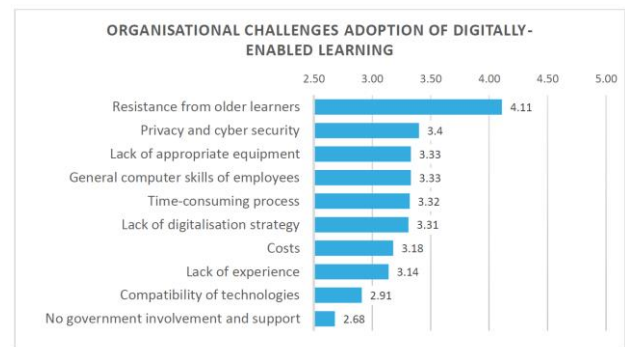 ORGANISATIONAL CHALLENGES ADOPTION OF DIGITALLY-
ENABLED LEARNING
2.50 3.00 3.50 4.00 4.50 5.00
Resistance from older learners 4.11
Privacy and cyber security 3.4
Lack of appropriate equipment 3.33
General computer skills of employees 3.33
Time-consuming process 3.32
Lack of digitalisation strategy 3.31
Costs 3.18
Lack of experience 3.14
Compatibility of technologies 2.91
No government involvement and support 2.68